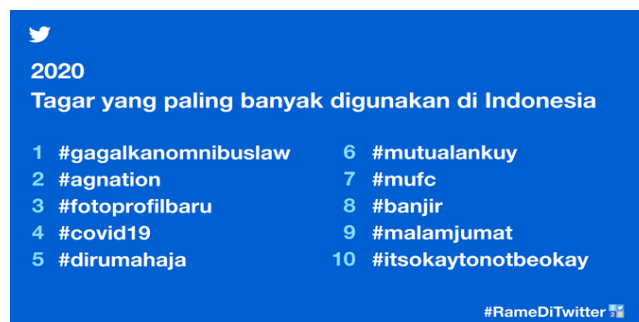 2020
Tagar yang paling banyak digunakan di Indonesia
1 #gagalkanomnibuslaw
2 #agnation
3 #fotoprofilbaru
4 #covid19
5 #dirumahaja
6 #mutualankuy
7 #mufc
8 #banjir
9 #malamjumat
10 #itsokaytonotbeokay
#RameDiTwitter